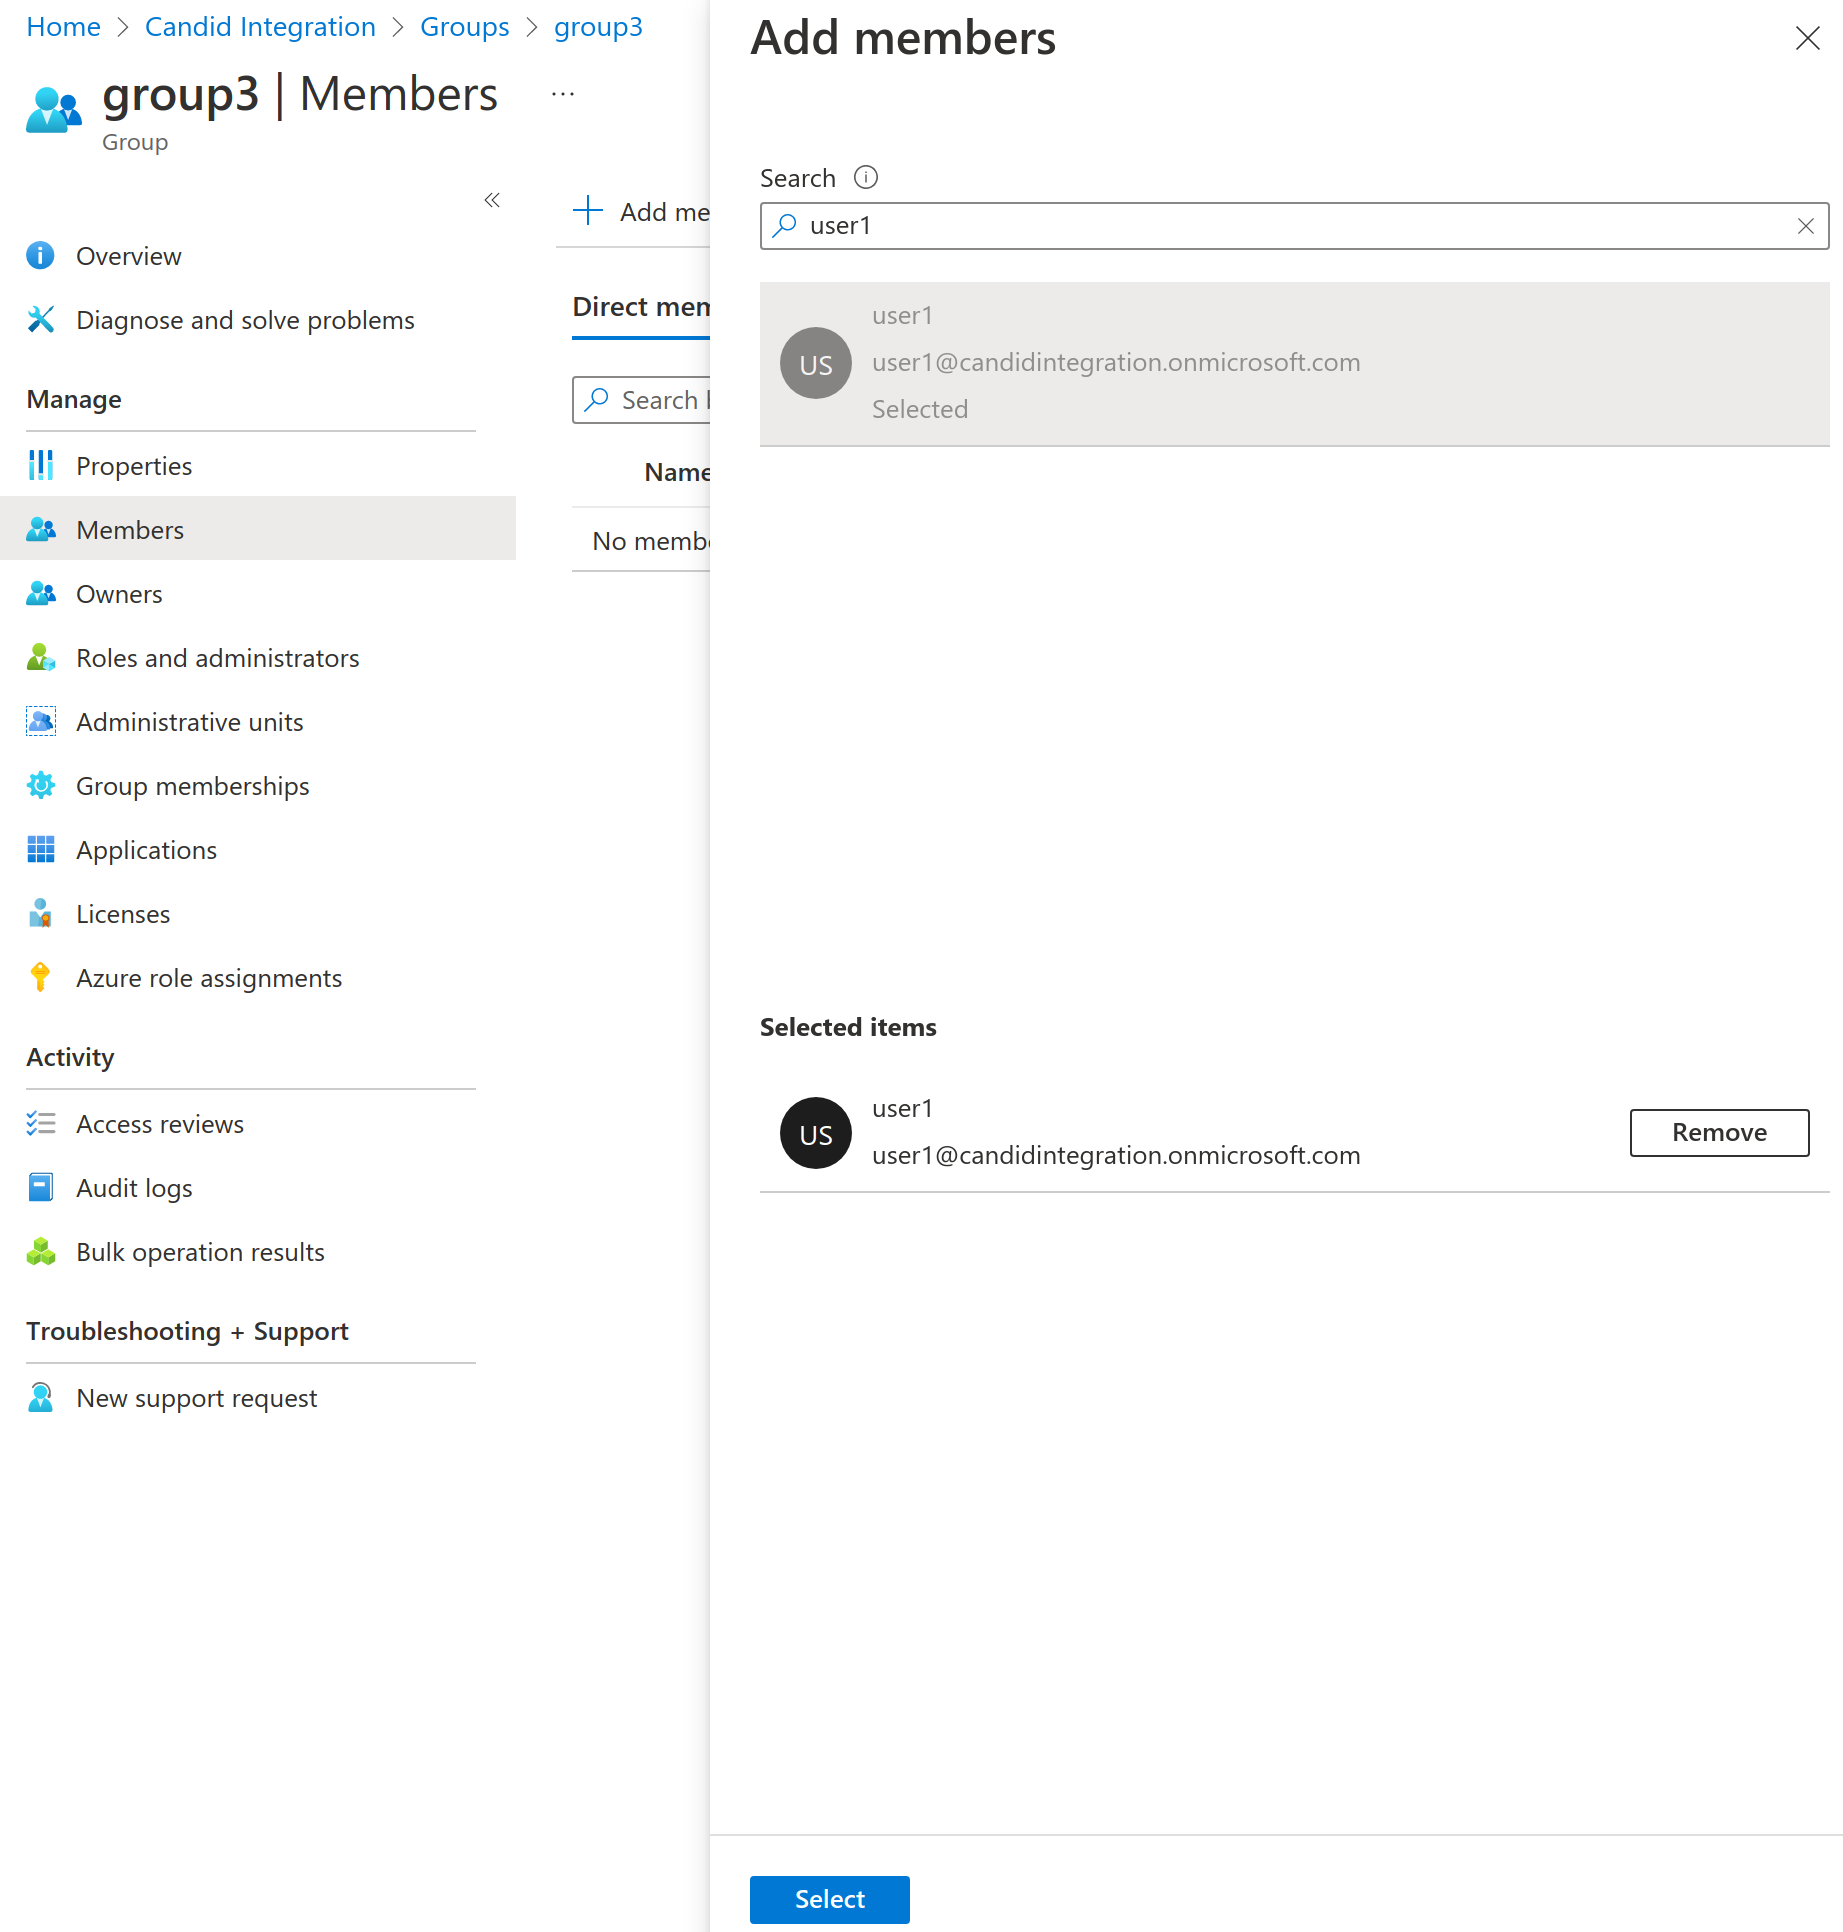 Home > Candid Integration > Groups > group3
group3 | Members
...
Group
«
Overview
Diagnose and solve problems
Manage
Properties
Members
Owners
Roles and administrators
Administrative units
Group memberships
Applications
Licenses
Azure role assignments
Activity
Access reviews
Audit logs
Bulk operation results
Troubleshooting + Support
New support request
Add me
Direct mem
Search
Name
No membe
Add members
Search
user1
US
user1
user1@candidintegration.onmicrosoft.com
Selected
Selected items
US
user1
user1@candidintegration.onmicrosoft.com
Remove
Select